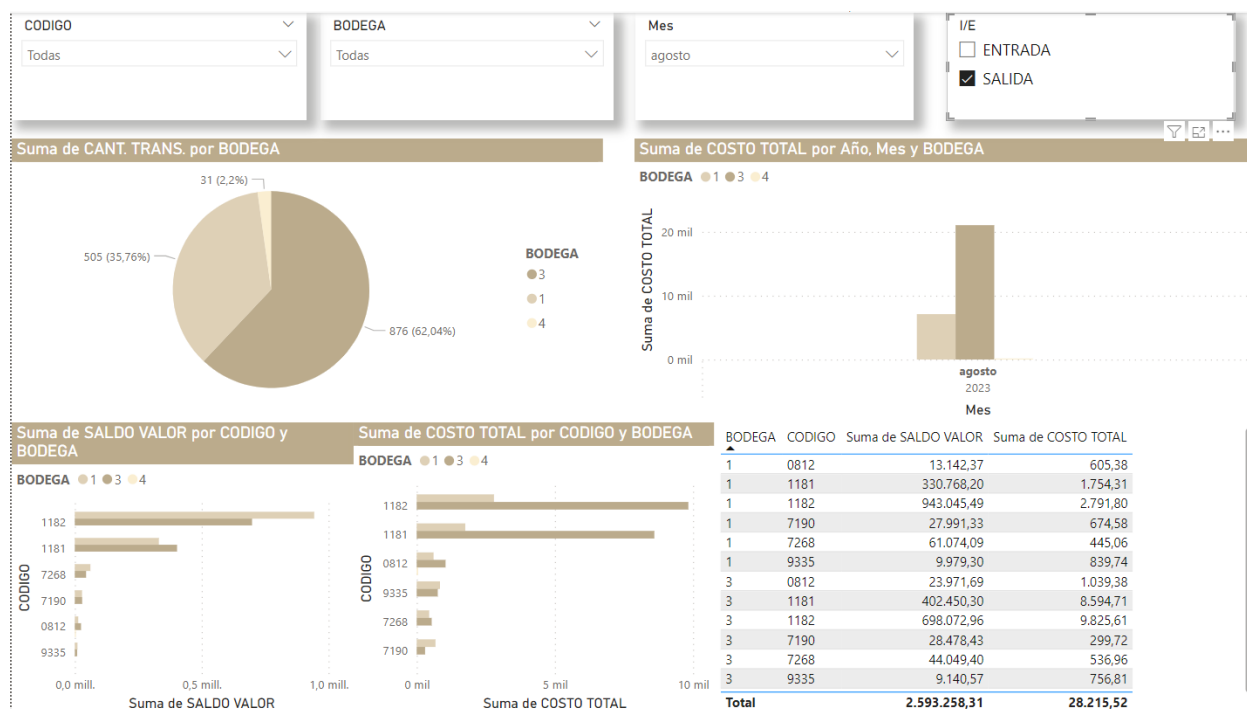 CODIGO
Todas
BODEGA
Todas
Mes
agosto
I/E
ENTRADA
SALIDA
Suma de CANT. TRANS. por BODEGA
31 (2,2%)
505 (35,76%)
876 (62,04%)
BODEGA
3
1
4
Suma de COSTO TOTAL por Año, Mes y BODEGA
BODEGA 1 3 4
Suma de COSTO TOTAL
20 mil
10 mil
0 mil
agosto
2023
Mes
Suma de SALDO VALOR por CODIGO y
BODEGA
BODEGA 1 3 4
CODIGO
1182
1181
7268
7190
0812
9335
0,0 mill. 0,5 mill. 1,0 mill.
Suma de SALDO VALOR
Suma de COSTO TOTAL por CODIGO y BODEGA
BODEGA 1 3 4
CODIGO
1182
1181
0812
9335
7268
7190
0 mil 5 mil 10 mil
Suma de COSTO TOTAL
BODEGA CODIGO Suma de SALDO VALOR Suma de COSTO TOTAL
1 0812 13.142,37 605,38
1 1181 330.768,20 1.754,31
1 1182 943.045,49 2.791,80
1 7190 27.991,33 674,58
1 7268 61.074,09 445,06
1 9335 9.979,30 839,74
3 0812 23.971,69 1.039,38
3 1181 402.450,30 8.594,71
3 1182 698.072,96 9.825,61
3 7190 28.478,43 299,72
3 7268 44.049,40 536,96
3 9335 9.140,57 756,81
Total 2.593.258,31 28.215,52